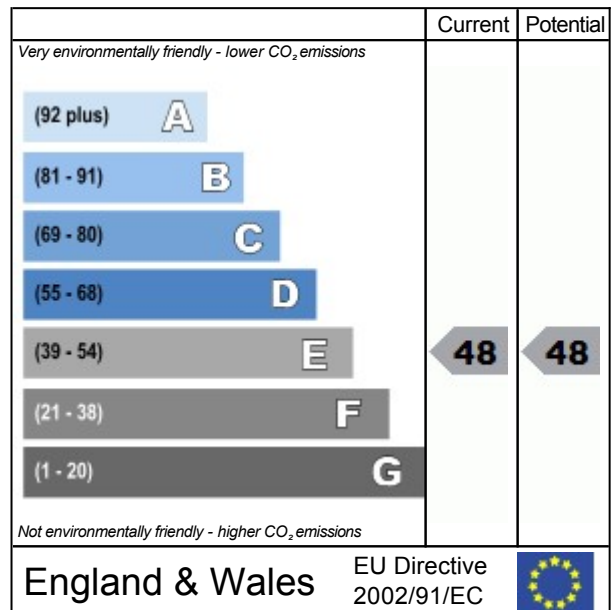 Current Potential
Very environmentally friendly - lower CO₂ emissions
(92 plus) A
(81 - 91) B
(69 - 80) C
(55 - 68) D
(39 - 54) E 48 48
(21 - 38) F
(1 - 20) G
Not environmentally friendly - higher CO₂ emissions
England & Wales
EU Directive
2002/91/EC